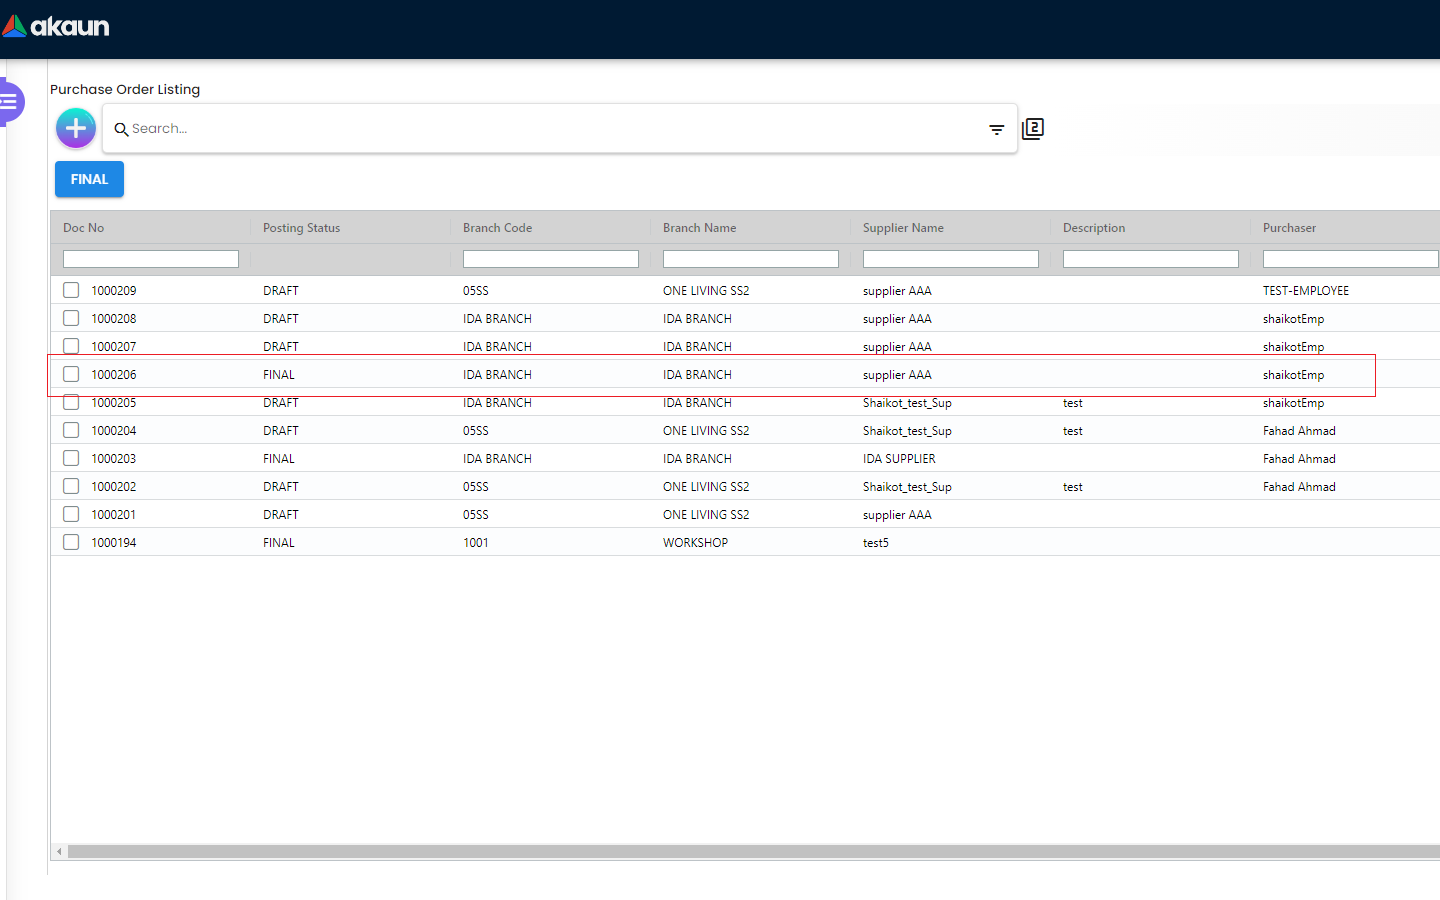 akaun
Purchase Order Listing
Search...
2
FINAL
Doc No Posting Status Branch Code Branch Name Supplier Name Description Purchaser
1000209 DRAFT 05SS ONE LIVING SS2 supplier AAA TEST-EMPLOYEE
1000208 DRAFT IDA BRANCH IDA BRANCH supplier AAA shaikotEmp
1000207 DRAFT IDA BRANCH IDA BRANCH supplier AAA shaikotEmp
1000206 FINAL IDA BRANCH IDA BRANCH supplier AAA shaikotEmp
1000205 DRAFT IDA BRANCH IDA BRANCH Shaikot_test_Sup test shaikotEmp
1000204 DRAFT 05SS ONE LIVING SS2 Shaikot_test_Sup test Fahad Ahmad
1000203 FINAL IDA BRANCH IDA BRANCH IDA SUPPLIER Fahad Ahmad
1000202 DRAFT 05SS ONE LIVING SS2 Shaikot_test_Sup test Fahad Ahmad
1000201 DRAFT 05SS ONE LIVING SS2 supplier AAA
1000194 FINAL 1001 WORKSHOP test5